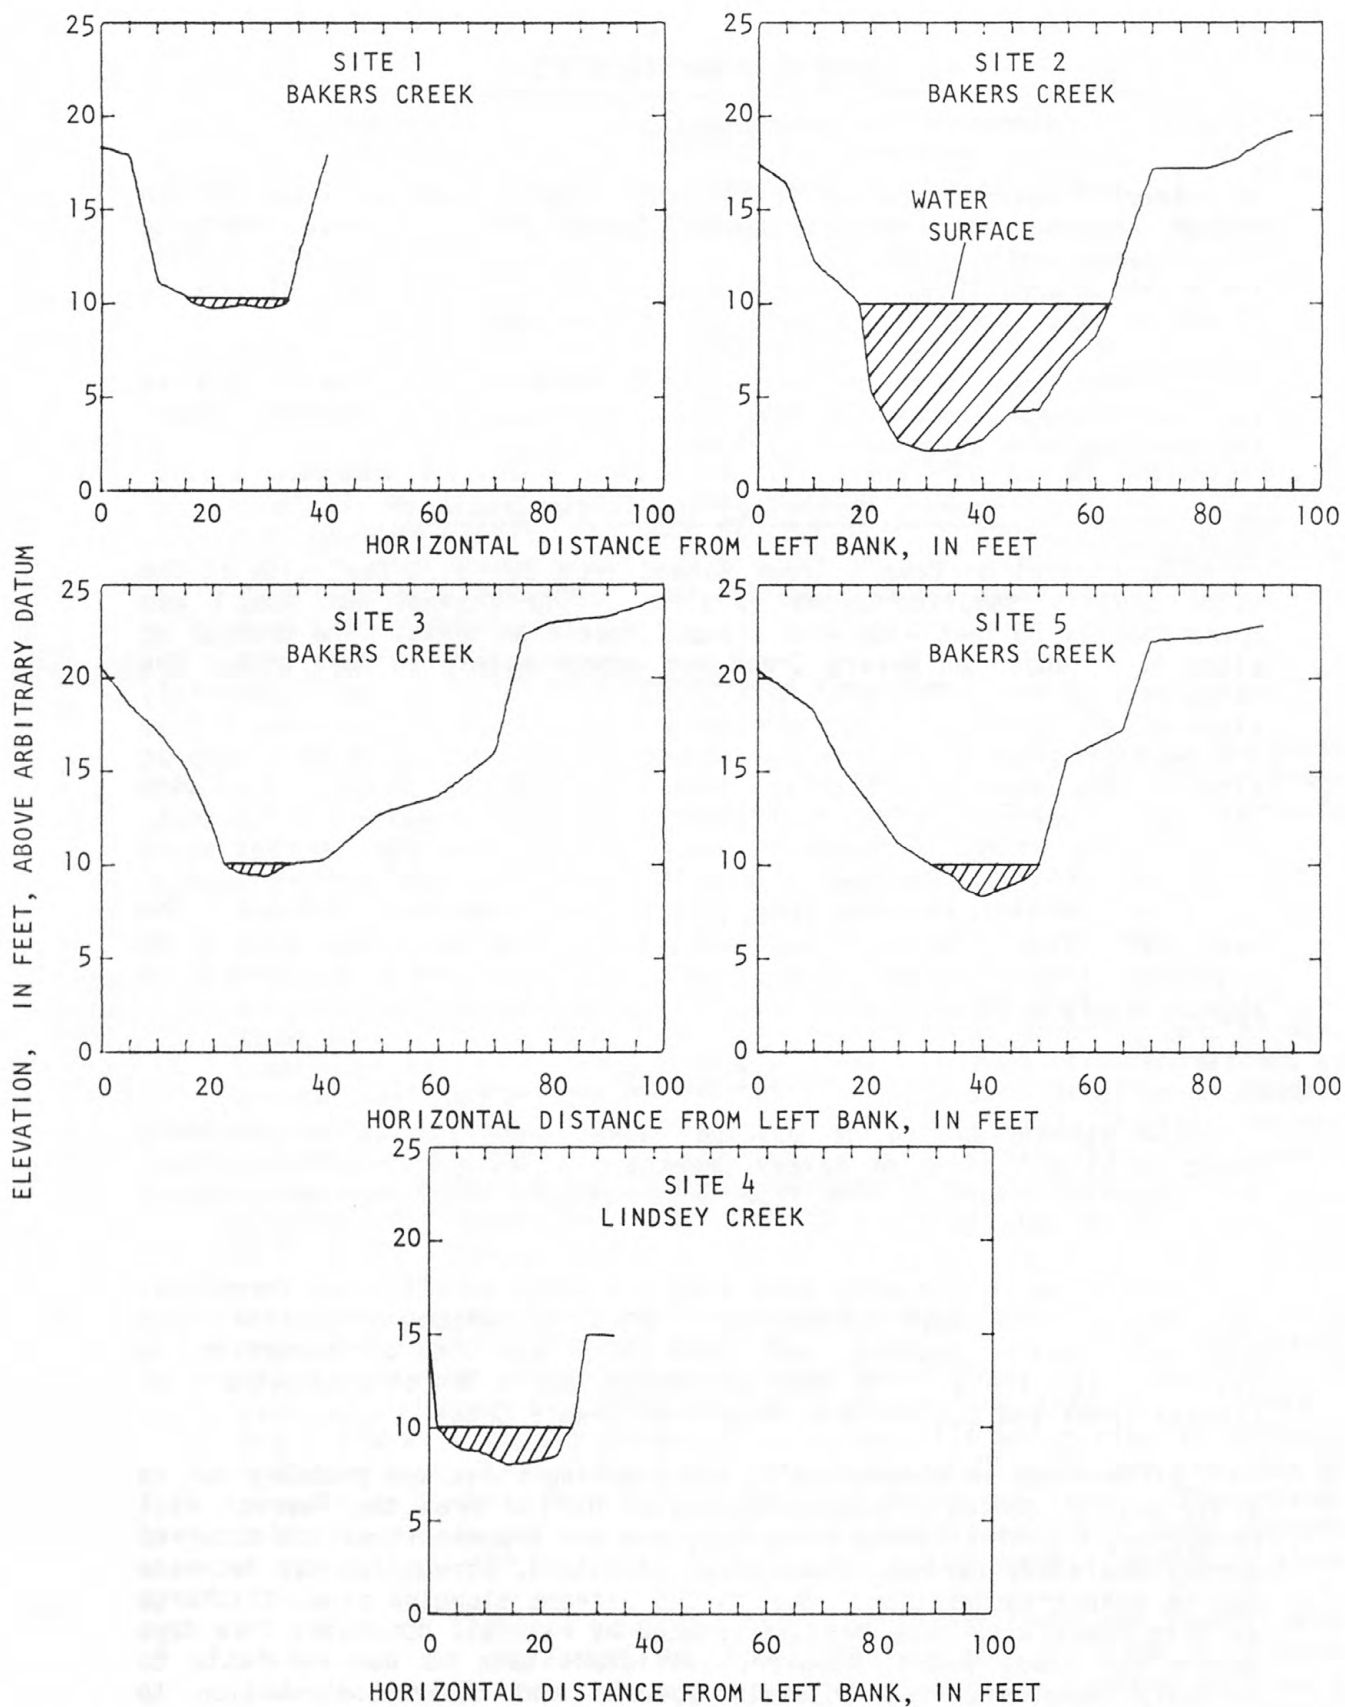 25
20
15
10
5
0
SITE 1
BAKERS CREEK
0 20 40 60 80 100
25
20
15
10
5
0
SITE 2
BAKERS CREEK
WATER
SURFACE
0 20 40 60 80 100
HORIZONTAL DISTANCE FROM LEFT BANK, IN FEET
ELEVATION, IN FEET, ABOVE ARBITRARY DATUM
25
20
15
10
5
0
SITE 3
BAKERS CREEK
0 20 40 60 80 100
25
20
15
10
5
0
SITE 5
BAKERS CREEK
0 20 40 60 80 100
HORIZONTAL DISTANCE FROM LEFT BANK, IN FEET
25
20
15
10
5
0
SITE 4
LINDSEY CREEK
0 20 40 60 80 100
HORIZONTAL DISTANCE FROM LEFT BANK, IN FEET